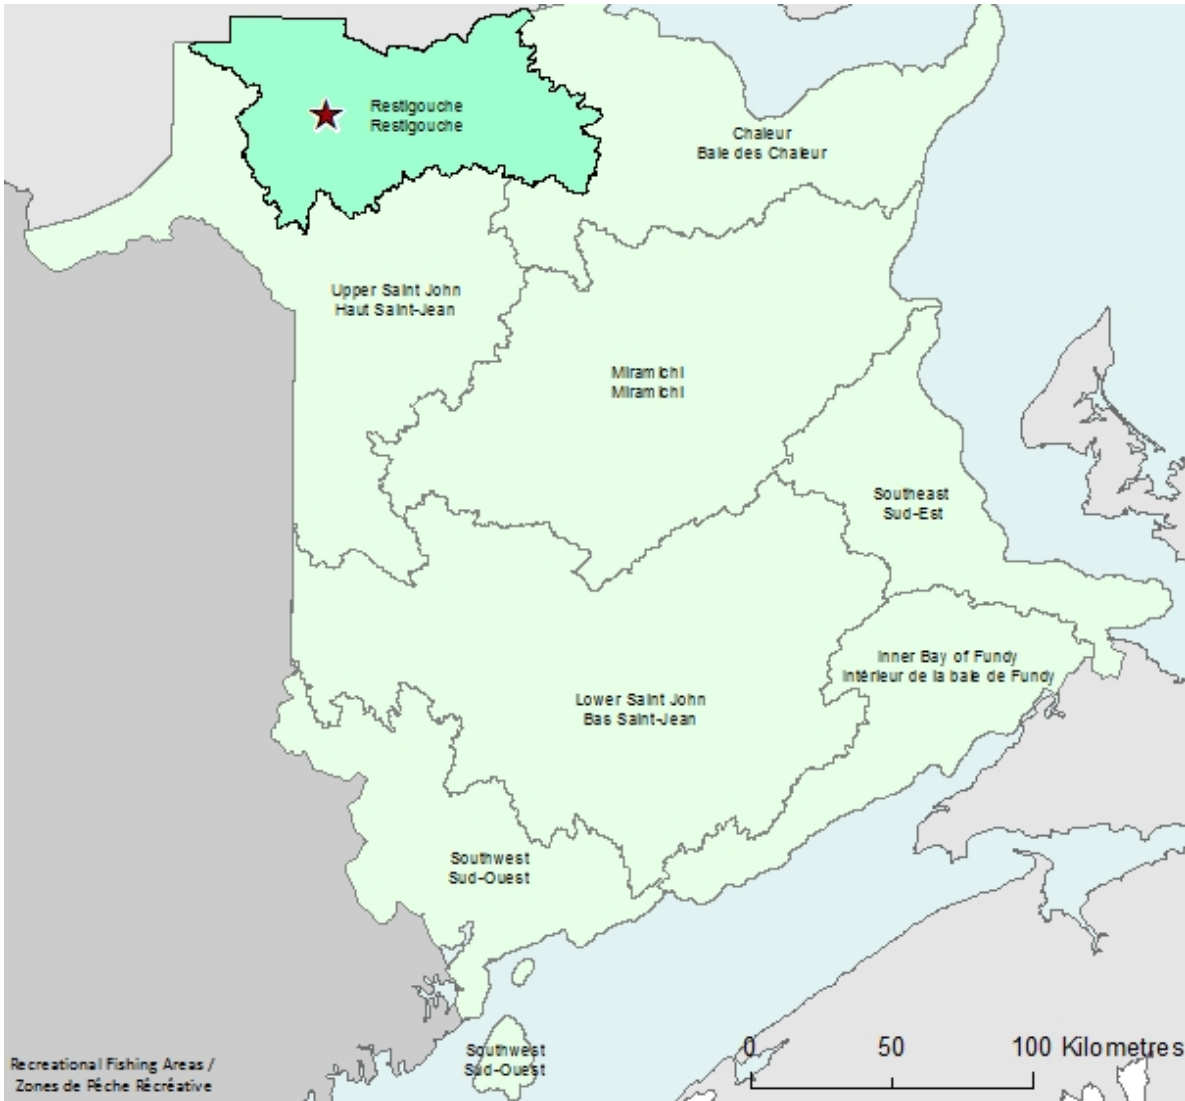 Restigouche
Restigouche
Chaleur
Baie des Chaleur
Upper Saint John
Haut Saint-Jean
Miramichi
Miramichi
Southeast
Sud-Est
Inner Bay of Fundy
Intérieur de la baie de Fundy
Lower Saint John
Bas Saint-Jean
Southwest
Sud-Ouest
Southwest
Sud-Ouest
0 50 100 Kilometres
Recreational Fishing Areas /
Zones de Pêche Récréative